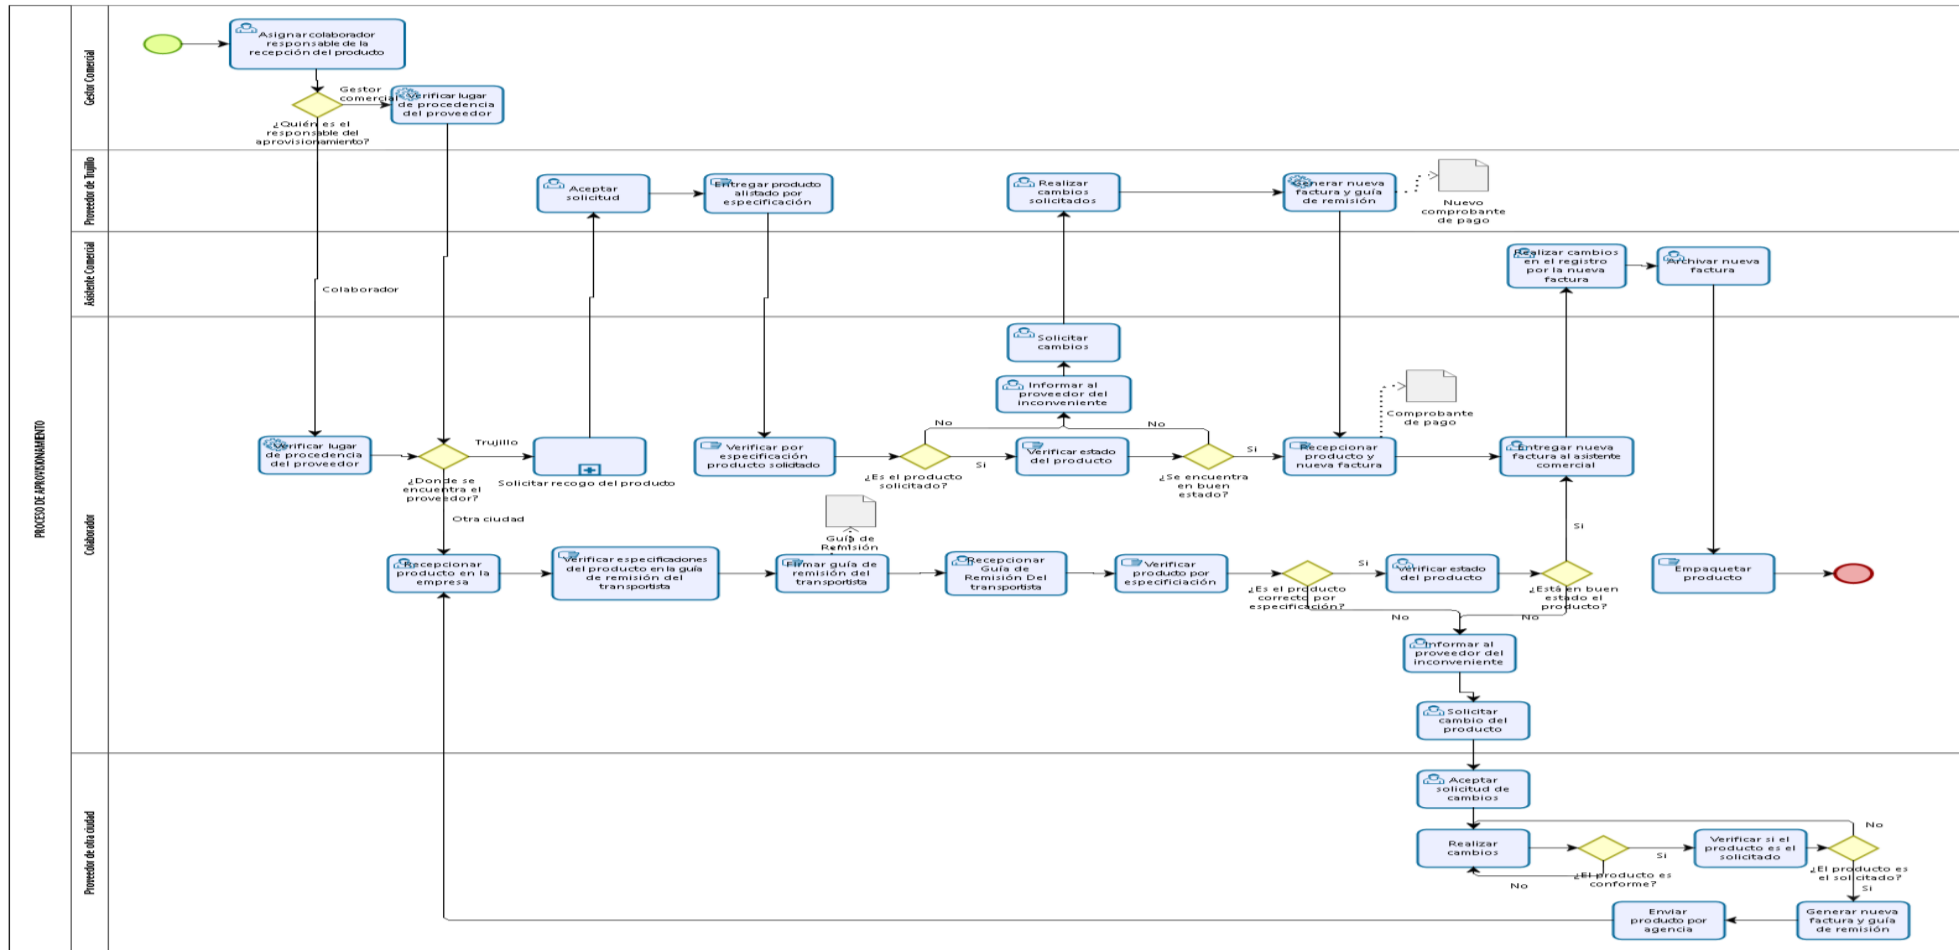 PROCESO DE APROVISIONAMIENTO
Gestor Comercial
Asignar colaborador
responsable de la
recepción del producto
Gestor
comercial
Verificar lugar
de procedencia
del proveedor
¿Quién es el
responsable del
aprovisionamiento?
Proveedor de Trujillo
Aceptar
solicitud
Entregar producto
alistado por
especificación
Realizar
cambios
solicitados
Generar nueva
factura y guía
de remisión
Nuevo
comprobante
de pago
Asistente Comercial
Colaborador
Realizar cambios
en el registro
por la nueva
factura
Archivar nueva
factura
Colaborador
Solicitar
cambios
Informar al
proveedor del
inconveniente
Comprobante
de pago
No
No
Verificar lugar
de procedencia
del proveedor
Trujillo
¿Donde se
encuentra el
proveedor?
Solicitar recogo del producto
Verificar por
especificación
producto solicitado
¿Es el producto
solicitado?
Si
Verificar estado
del producto
¿Se encuentra
en buen
estado?
Si
Recepcionar
producto y
nueva factura
Entregar nueva
factura al asistente
comercial
Otra ciudad
Guía de
Remisión
Si
Recepcionar
producto en la
empresa
Verificar especificaciones
del producto en la guía
de remisión del
transportista
Firmar guía de
remisión del
transportista
Recepcionar
Guía de
Remisión Del
transportista
Verificar
producto por
especificiación
¿Es el producto
correcto por
especificación?
Si
Verificar estado
del producto
¿Está en buen
estado el
producto?
Empaquetar
producto
No
No
Informar al
proveedor del
inconveniente
Solicitar
cambio del
producto
Proveedor de otra ciudad
Aceptar
solicitud de
cambios
Realizar
cambios
No
¿El producto es
conforme?
Si
Verificar si el
producto es el
solicitado
No
¿El producto es
el solicitado?
Si
Enviar
producto por
agencia
Generar nueva
factura y guía
de remisión